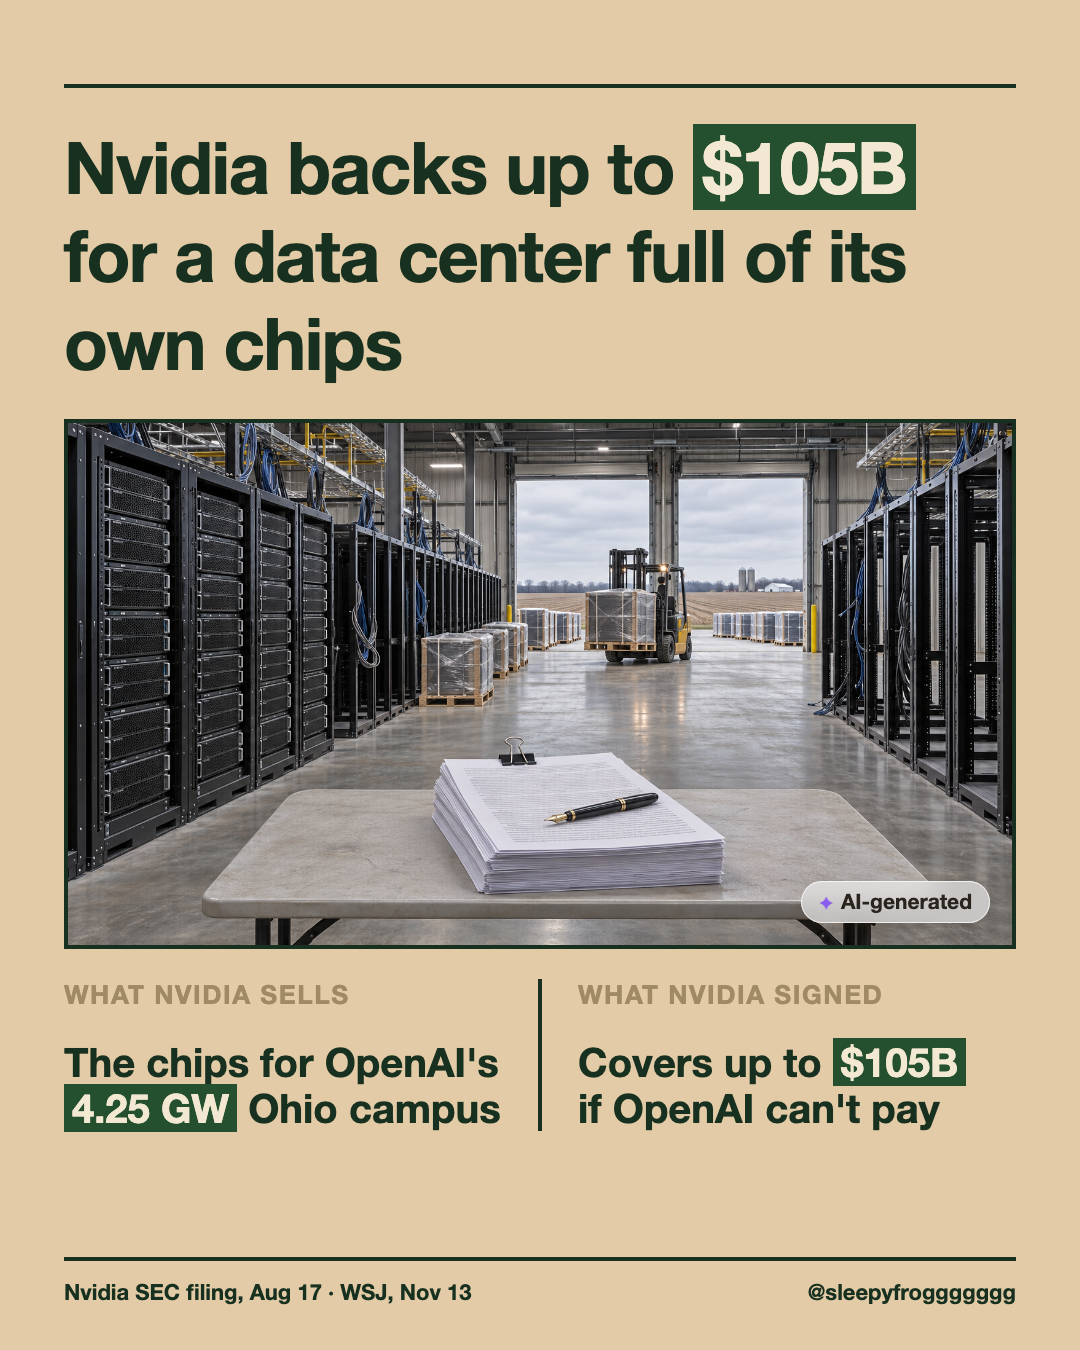 Nvidia backs up to $105B
for a data center full of its
own chips
AI-generated
WHAT NVIDIA SELLS
The chips for OpenAI's
4.25 GW Ohio campus
WHAT NVIDIA SIGNED
Covers up to $105B
if OpenAI can't pay
Nvidia SEC filing, Aug 17 · WSJ, Nov 13
@sleepyfroggggggg